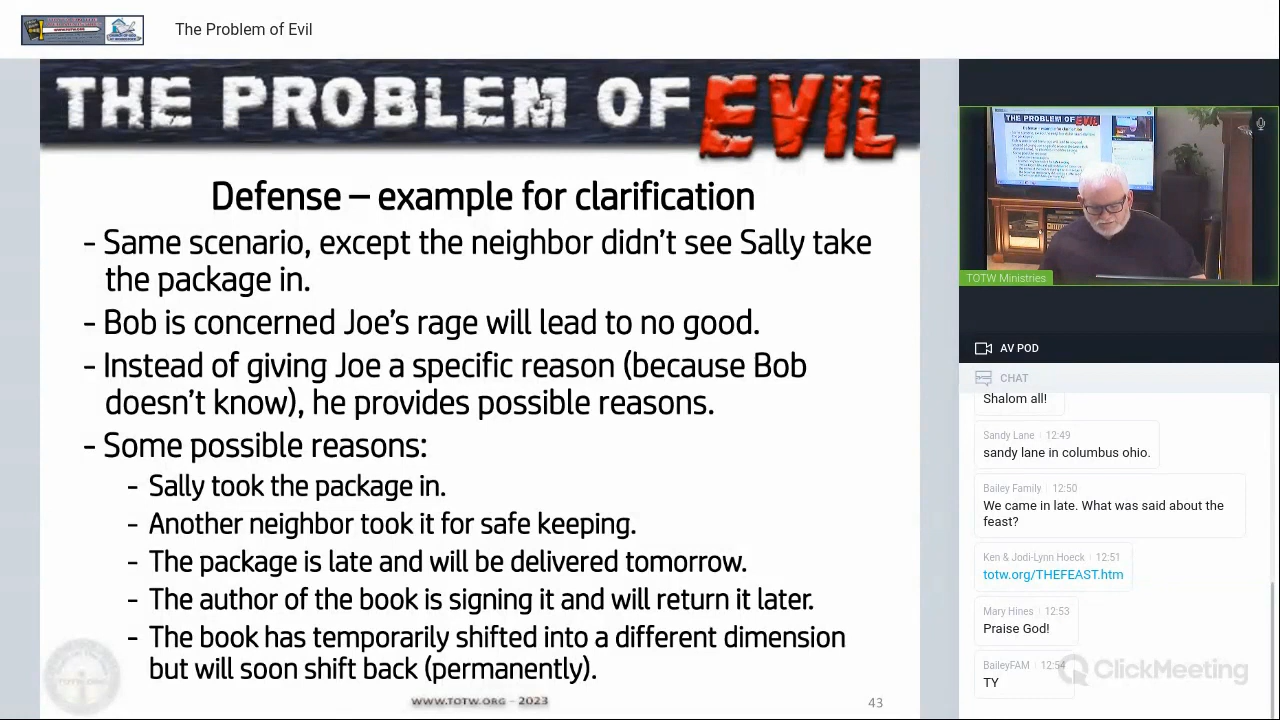 The Problem of Evil
THE PROBLEM OF EVIL
Defense – example for clarification
- Same scenario, except the neighbor didn't see Sally take
the package in.
- Bob is concerned Joe's rage will lead to no good.
- Instead of giving Joe a specific reason (because Bob
doesn't know), he provides possible reasons.
- Some possible reasons:
- Sally took the package in.
- Another neighbor took it for safe keeping.
- The package is late and will be delivered tomorrow.
- The author of the book is signing it and will return it later.
- The book has temporarily shifted into a different dimension
but will soon shift back (permanently).
WWW.TOTW.ORG - 2023
43
THE PROBLEM OF EVIL
TOTW Ministries
AV POD
CHAT
Shalom all!
Sandy Lane 12:49
sandy lane in columbus ohio.
Bailey Family 12:50
We came in late. What was said about the
feast?
Ken & Jodi-Lynn Hoeck 12:51
totw.org/THEFEAST.htm
Mary Hines 12:53
Praise God!
BaileyFAM 12:54
TY
ClickMeeting